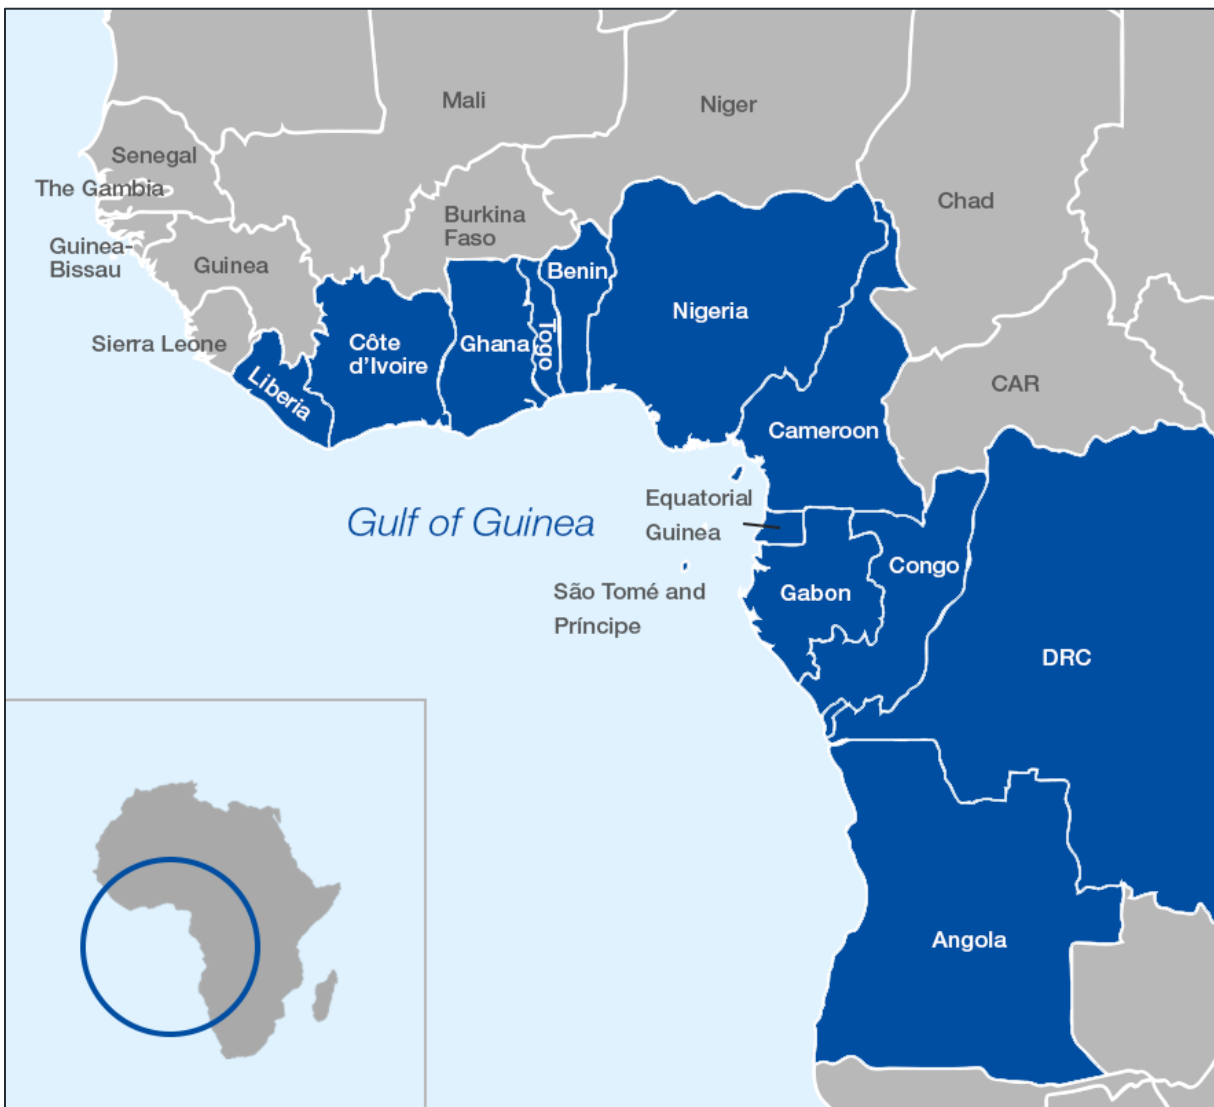 Mali
Niger
Senegal
Chad
The Gambia
Burkina
Faso
Guinea-
Bissau
Guinea
Benin
Nigeria
Sierra Leone
Côte
d'Ivoire
Ghana
Togo
Liberia
CAR
Cameroon
Equatorial
Guinea
Gulf of Guinea
Congo
Gabon
São Tomé and
Príncipe
DRC
Angola